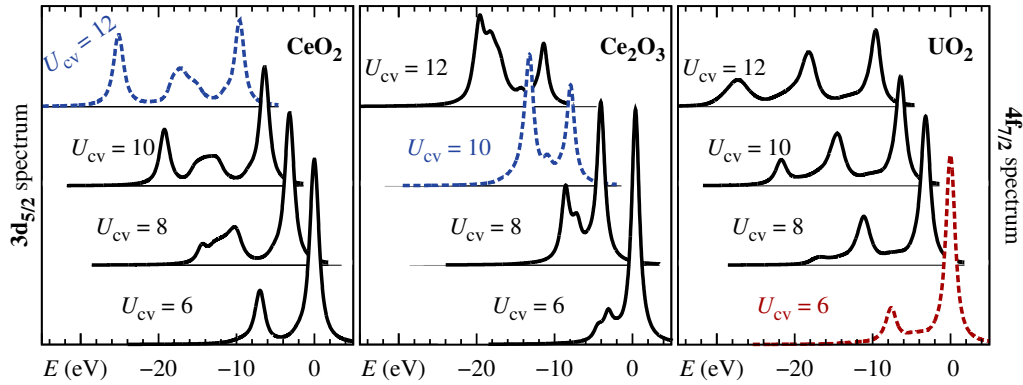 3d5/2 spectrum
CeO2
Ucv = 12
Ucv = 10
Ucv = 8
Ucv = 6
E (eV) −20 −10 0
Ce2O3
Ucv = 12
Ucv = 10
Ucv = 8
Ucv = 6
E (eV) −20 −10 0
UO2
Ucv = 12
Ucv = 10
Ucv = 8
Ucv = 6
E (eV) −20 −10 0
4f7/2 spectrum